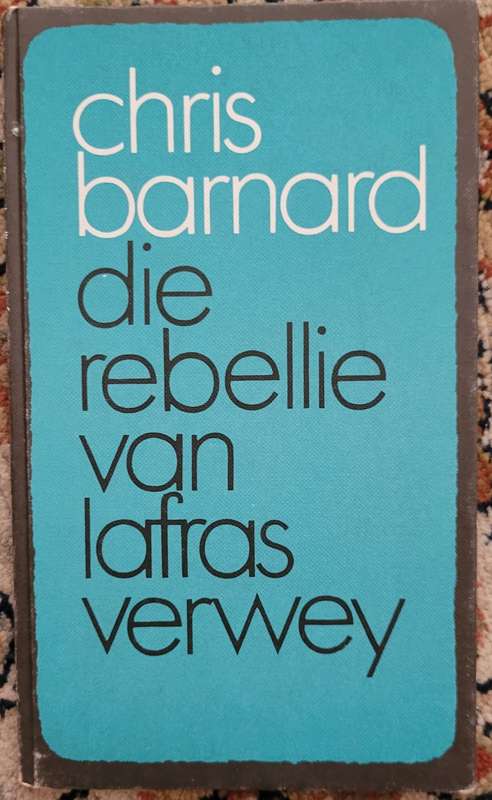 chris
barnard
die
rebellie
van
lafras
verwey